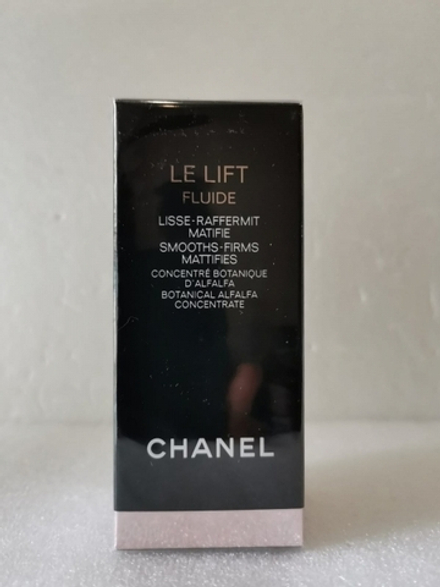 LE LIFT
FLUIDE
LISSE-RAFFERMIT
MATIFIE
SMOOTHS-FIRMS
MATTIFIES
CONCENTRÉ BOTANIQUE
D'ALFALFA
BOTANICAL ALFALFA
CONCENTRATE
CHANEL